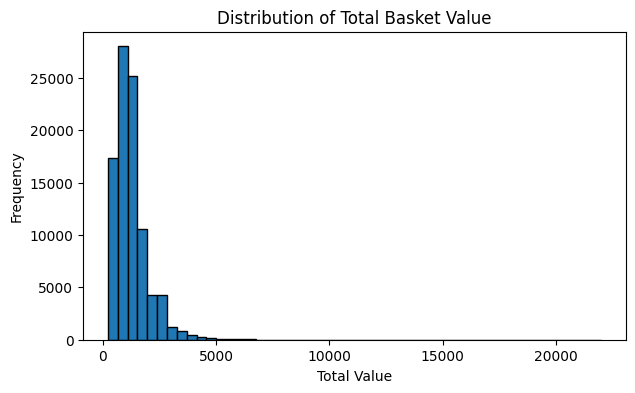 Distribution of Total Basket Value
Frequency
25000
20000
15000
10000
5000
0
0 5000 10000 15000 20000
Total Value